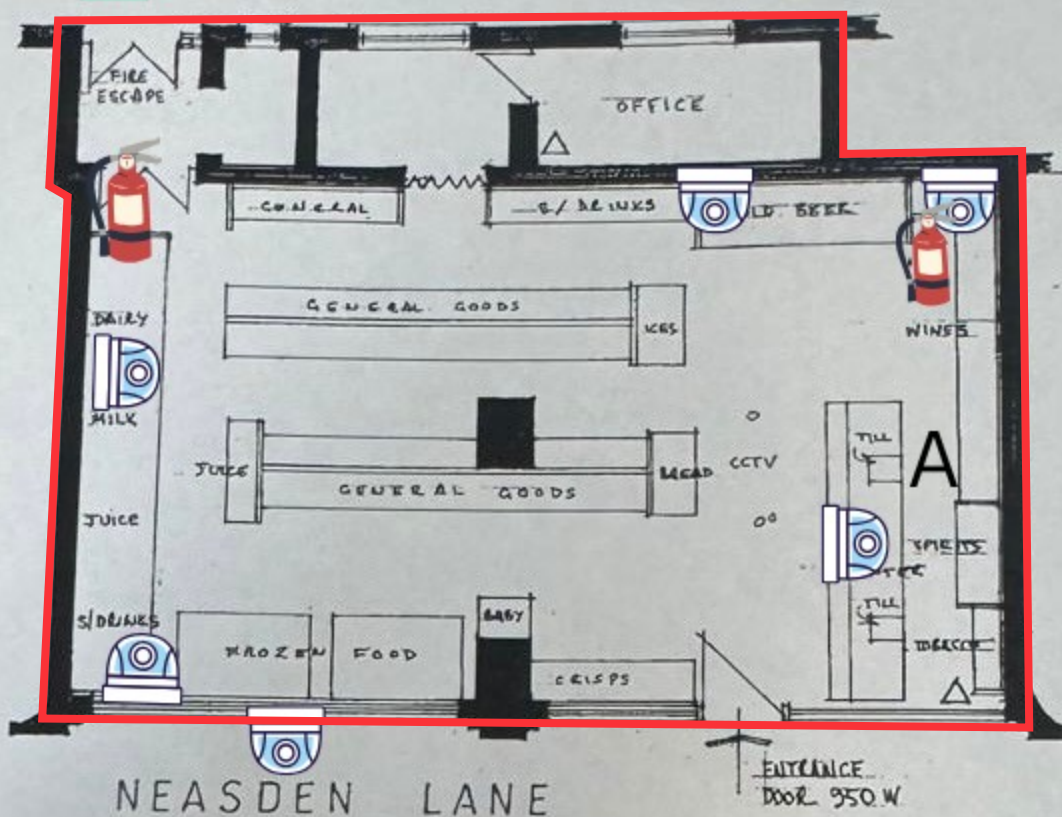 FIRE
ESCAPE
OFFICE
GENERAL
S/DRINKS
BEER
GENERAL GOODS
ICES
DAIRY
WINES
MILK
TILL
A
JUICE
CCTV
BREAD
GENERAL GOODS
JUICE
SPIRITS
S/DRINKS
BABY
TILL
FROZEN FOOD
TOBACCO
CRISPS
ENTRANCE
DOOR 950 W
NEASDEN LANE